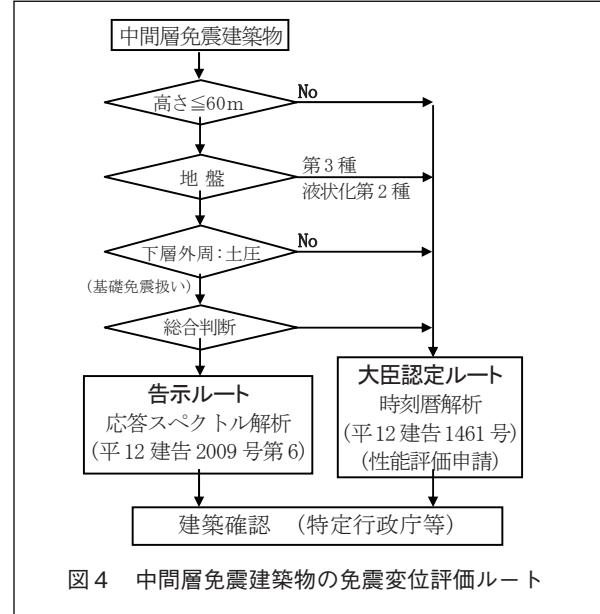 中間層免震建築物
高さ≦60m
No
地 盤
第3種
液状化第2種
下層外周：土圧
No
(基礎免震扱い)
総合判断
告示ルート
応答スペクトル解析
(平12建告2009号第6)
大臣認定ルート
時刻暦解析
(平12建告1461号)
(性能評価申請)
建築確認 （特定行政庁等）
図4 中間層免震建築物の免震変位評価ルート